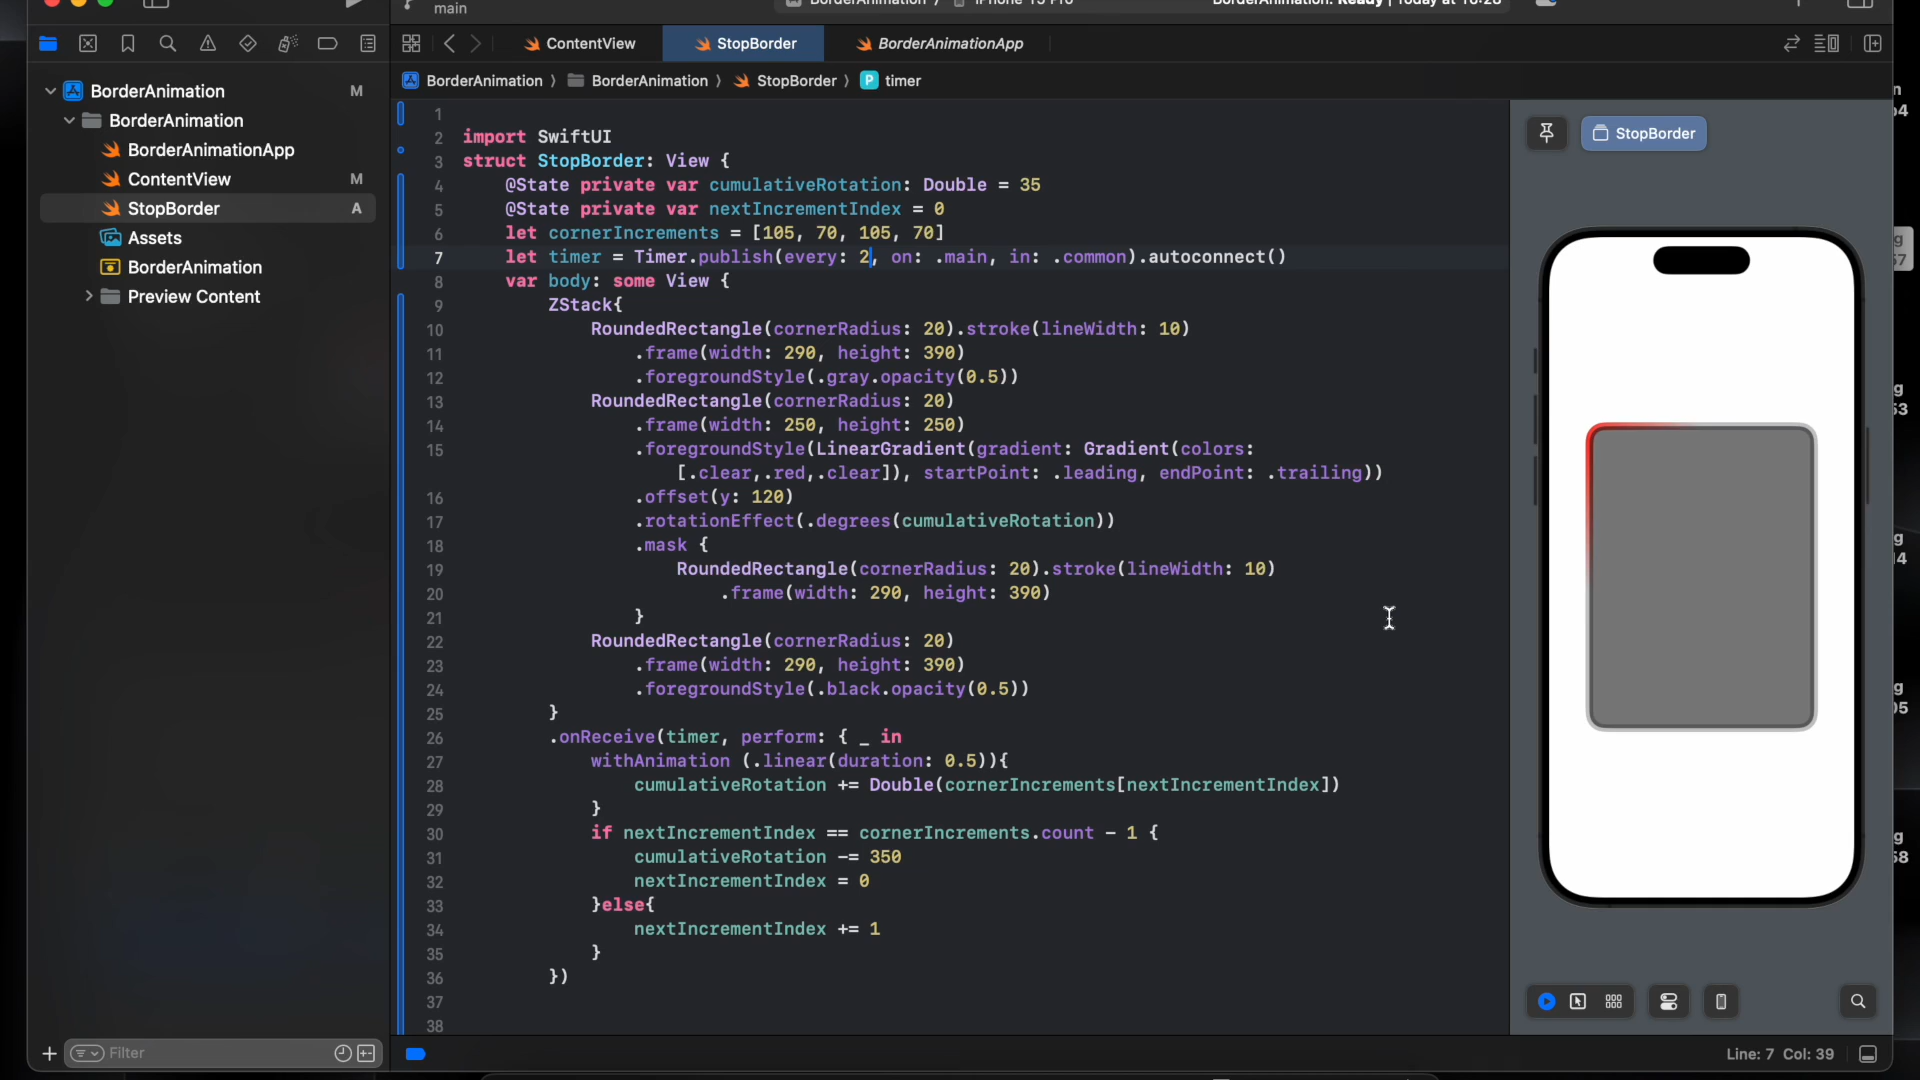 main
ContentView
StopBorder
BorderAnimationApp
BorderAnimation
BorderAnimation
StopBorder
timer
BorderAnimation M
BorderAnimation
BorderAnimationApp
ContentView M
StopBorder A
Assets
BorderAnimation
Preview Content
1
2 import SwiftUI
3 struct StopBorder: View {
4 @State private var cumulativeRotation: Double = 35
5 @State private var nextIncrementIndex = 0
6 let cornerIncrements = [105, 70, 105, 70]
7 let timer = Timer.publish(every: 2, on: .main, in: .common).autoconnect()
8 var body: some View {
9 ZStack{
10 RoundedRectangle(cornerRadius: 20).stroke(lineWidth: 10)
11 .frame(width: 290, height: 390)
12 .foregroundStyle(.gray.opacity(0.5))
13 RoundedRectangle(cornerRadius: 20)
14 .frame(width: 250, height: 250)
15 .foregroundStyle(LinearGradient(gradient: Gradient(colors:
[.clear,.red,.clear]), startPoint: .leading, endPoint: .trailing))
16 .offset(y: 120)
17 .rotationEffect(.degrees(cumulativeRotation))
18 .mask {
19 RoundedRectangle(cornerRadius: 20).stroke(lineWidth: 10)
20 .frame(width: 290, height: 390)
21 }
22 RoundedRectangle(cornerRadius: 20)
23 .frame(width: 290, height: 390)
24 .foregroundStyle(.black.opacity(0.5))
25 }
26 .onReceive(timer, perform: { _ in
27 withAnimation (.linear(duration: 0.5)){
28 cumulativeRotation += Double(cornerIncrements[nextIncrementIndex])
29 }
30 if nextIncrementIndex == cornerIncrements.count - 1 {
31 cumulativeRotation -= 350
32 nextIncrementIndex = 0
33 }else{
34 nextIncrementIndex += 1
35 }
36 })
37
38
StopBorder
Filter
Line: 7 Col: 39